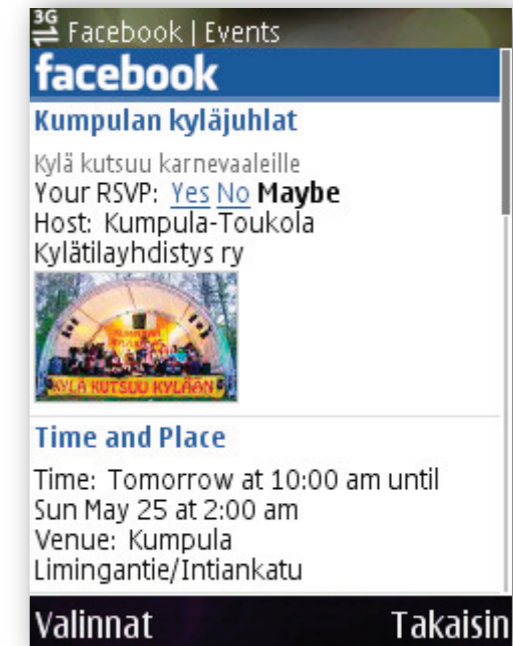 3G
Facebook | Events
facebook
Kumpulan kyläjuhlat
Kylä kutsuu karnevaaleille
Your RSVP: Yes No Maybe
Host: Kumpula-Toukola
Kylätilayhdistys ry
KYLÄ KUTSUU KYLÄÄN
Time and Place
Time: Tomorrow at 10:00 am until
Sun May 25 at 2:00 am
Venue: Kumpula
Limingantie/Intiankatu
Valinnat
Takaisin